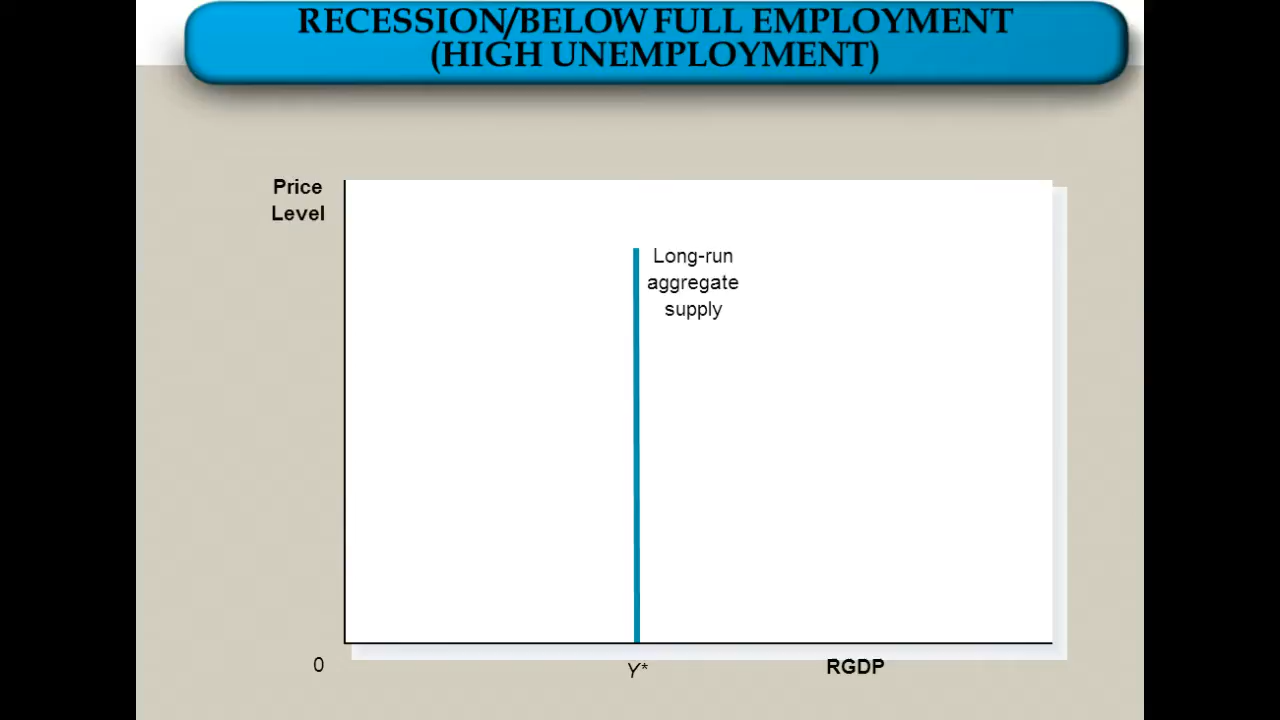 RECESSION/BELOW FULL EMPLOYMENT
(HIGH UNEMPLOYMENT)
Price
Level
Long-run
aggregate
supply
0
Y*
RGDP